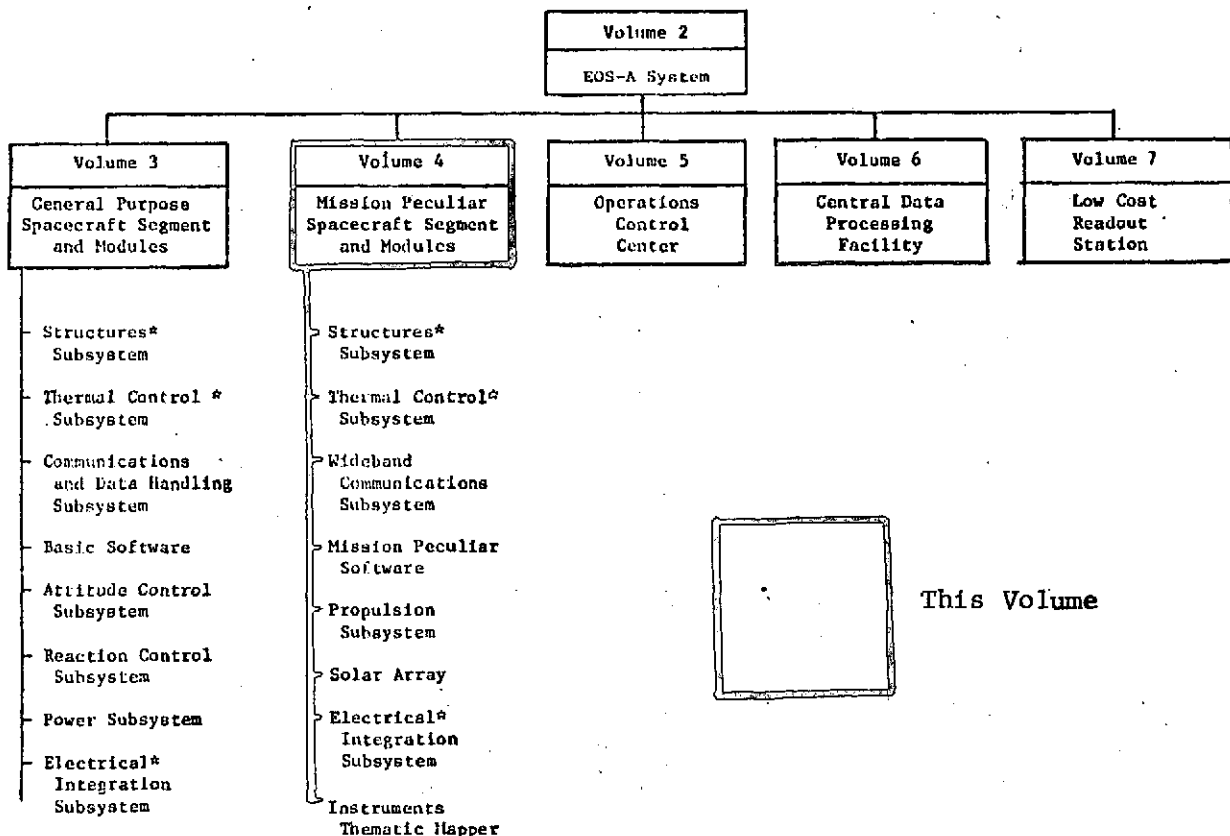 Volume 2
EOS-A System
Volume 3
General Purpose
Spacecraft Segment
and Modules
Volume 4
Mission Peculiar
Spacecraft Segment
and Modules
Volume 5
Operations
Control
Center
Volume 6
Central Data
Processing
Facility
Volume 7
Low Cost
Readout
Station
Structures*
Subsystem
Thermal Control *
Subsystem
Communications
and Data Handling
Subsystem
Basic Software
Attitude Control
Subsystem
Reaction Control
Subsystem
Power Subsystem
Electrical*
Integration
Subsystem
Structures*
Subsystem
Thermal Control*
Subsystem
Wideband
Communications
Subsystem
Mission Peculiar
Software
Propulsion
Subsystem
Solar Array
Electrical*
Integration
Subsystem
Instruments
Thematic Mapper
This Volume